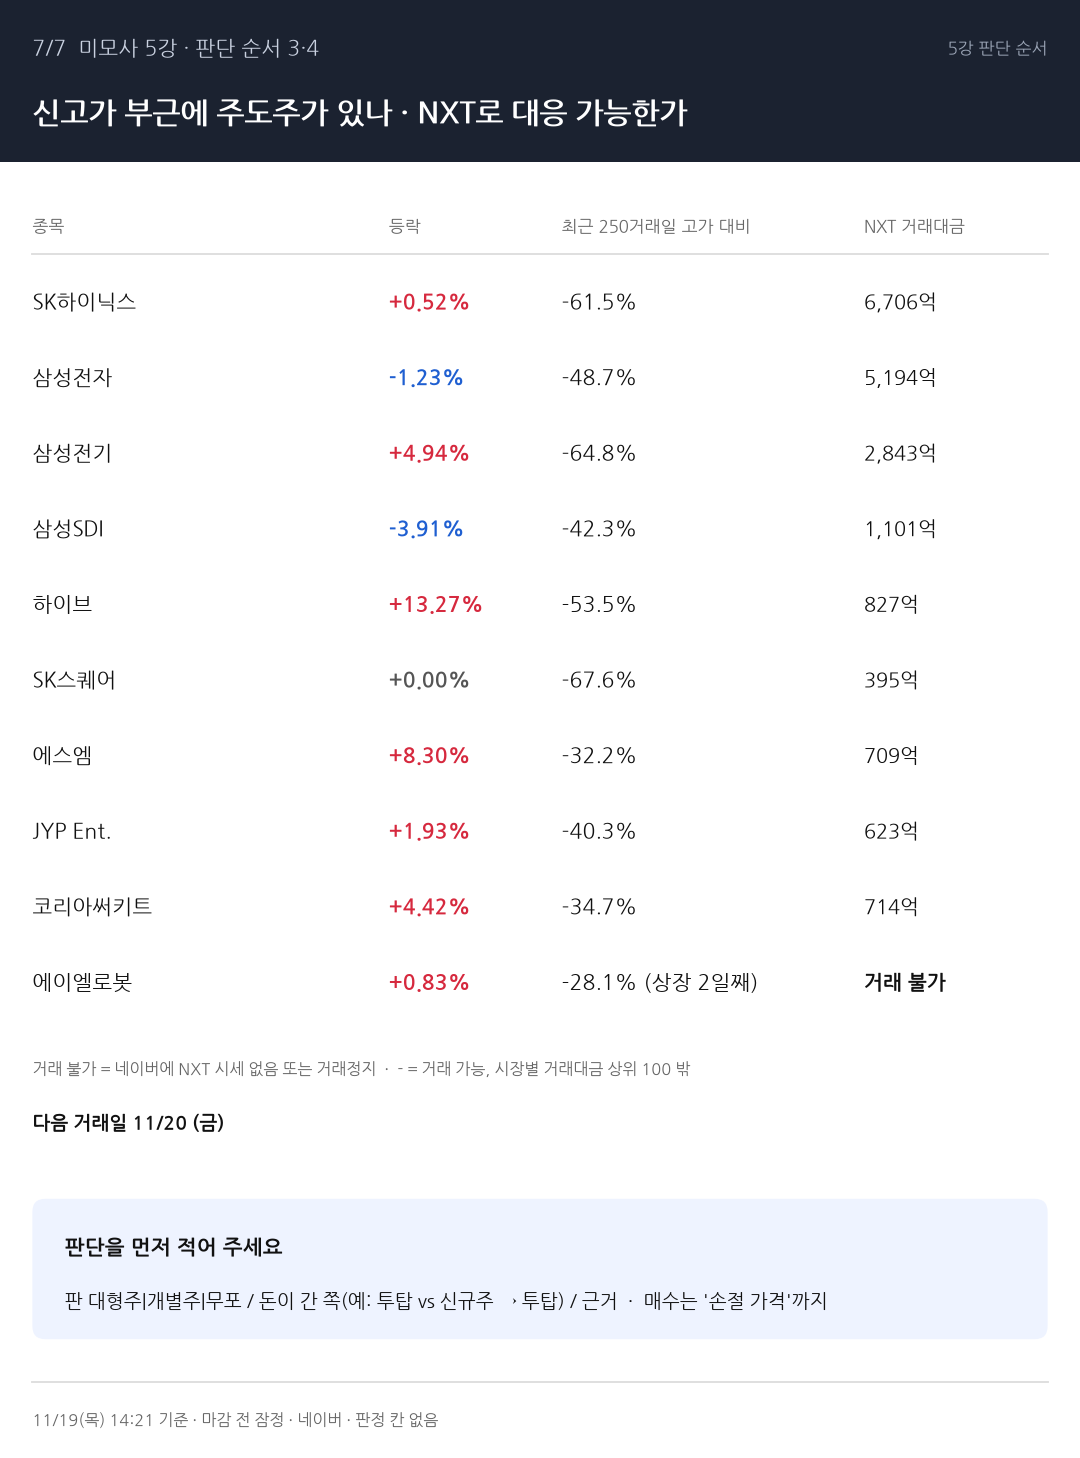 7/7 미모사 5강 · 판단 순서 3·4
5강 판단 순서
신고가 부근에 주도주가 있나 · NXT로 대응 가능한가
종목 등락 최근 250거래일 고가 대비 NXT 거래대금
SK하이닉스 +0.52% -61.5% 6,706억
삼성전자 -1.23% -48.7% 5,194억
삼성전기 +4.94% -64.8% 2,843억
삼성SDI -3.91% -42.3% 1,101억
하이브 +13.27% -53.5% 827억
SK스퀘어 +0.00% -67.6% 395억
에스엠 +8.30% -32.2% 709억
JYP Ent. +1.93% -40.3% 623억
코리아써키트 +4.42% -34.7% 714억
에이엘로봇 +0.83% -28.1% (상장 2일째) 거래 불가
거래 불가 = 네이버에 NXT 시세 없음 또는 거래정지 · - = 거래 가능, 시장별 거래대금 상위 100 밖
다음 거래일 11/20 (금)
판단을 먼저 적어 주세요
판 대형주|개별주|무포 / 돈이 간 쪽(예: 투탑 vs 신규주 → 투탑) / 근거 · 매수는 '손절 가격'까지
11/19(목) 14:21 기준 · 마감 전 잠정 · 네이버 · 판정 칸 없음